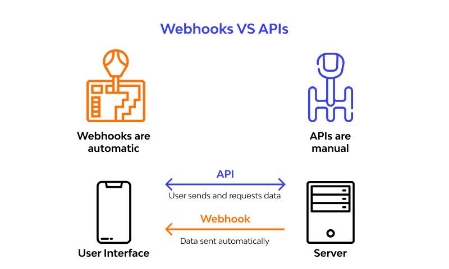 Webhooks VS APIs
Webhooks are
automatic
APIs are
manual
API
User sends and requests data
Webhook
Data sent automatically
User Interface
Server